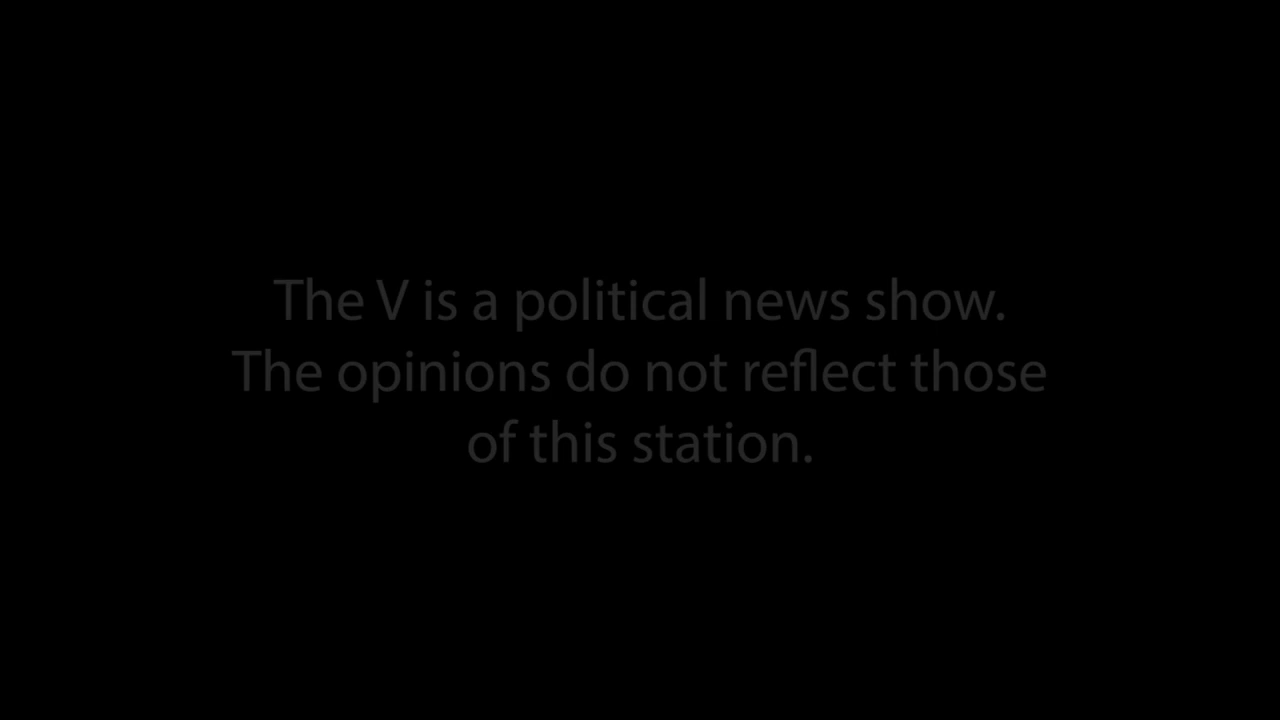 The V is a political news show.
The opinions do not reflect those
of this station.